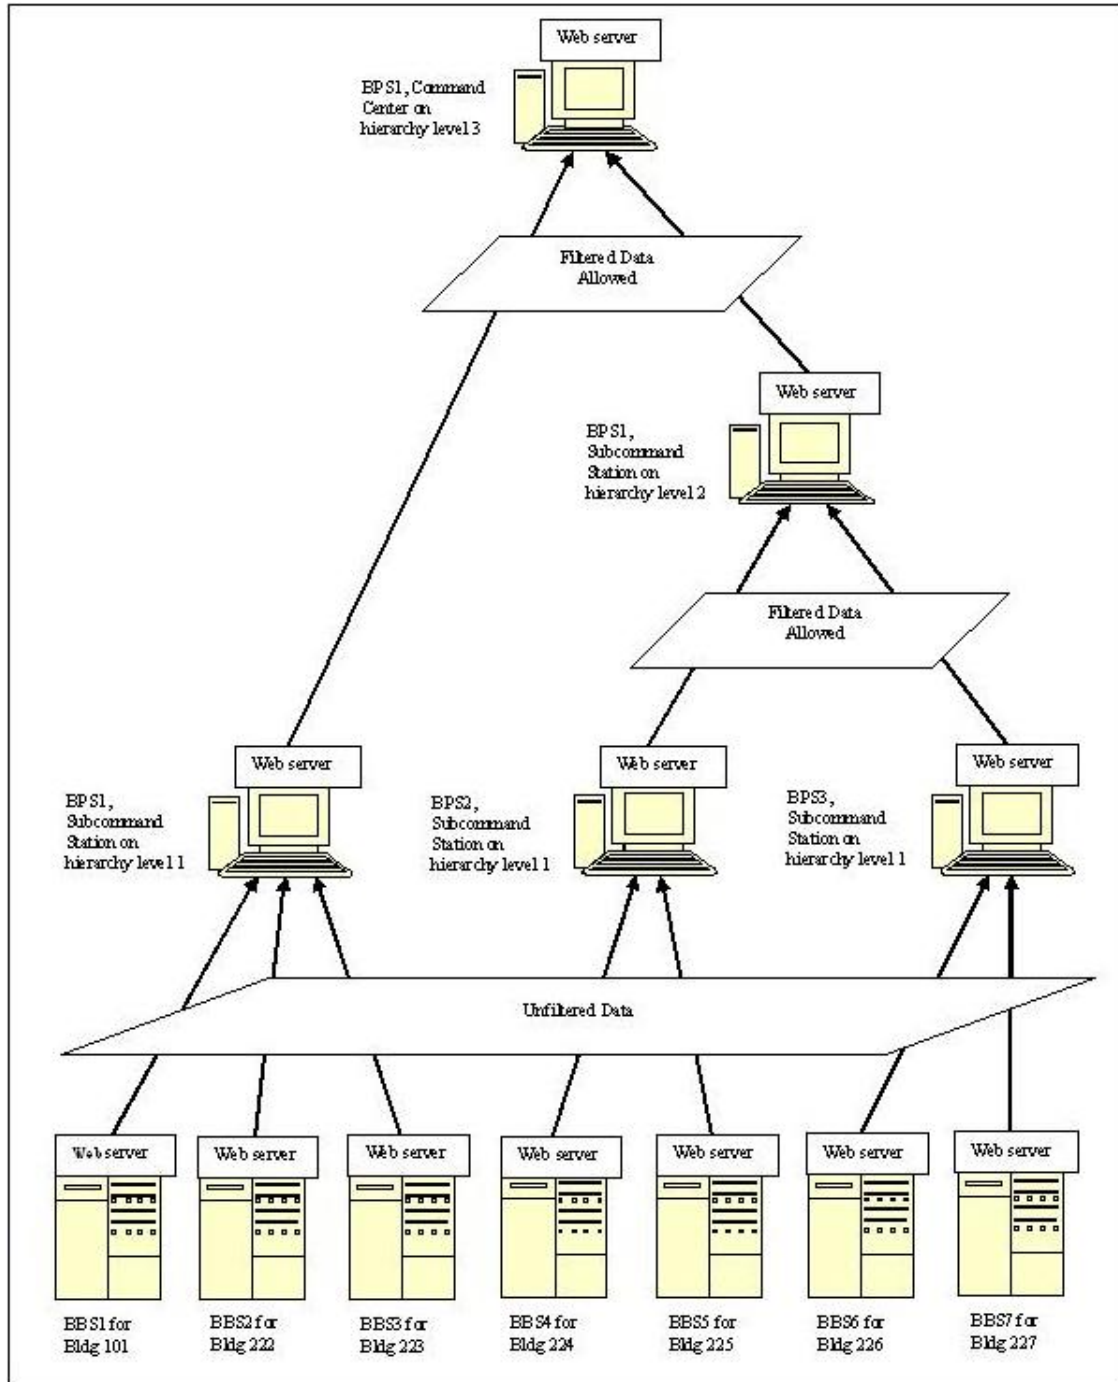 Web server
BPS1, Command
Center on
hierarchy level 3
Filtered Data
Allowed
Web server
BPS1,
Subcommand
Station on
hierarchy level 2
Filtered Data
Allowed
Web server
BPS1,
Subcommand
Station on
hierarchy level 1
Web server
BPS2,
Subcommand
Station on
hierarchy level 1
Web server
BPS3,
Subcommand
Station on
hierarchy level 1
Unfiltered Data
Web server
Web server
Web server
Web server
Web server
Web server
Web server
BBS1 for
Bldg 101
BBS2 for
Bldg 222
BBS3 for
Bldg 223
BBS4 for
Bldg 224
BBS5 for
Bldg 225
BBS6 for
Bldg 226
BBS7 for
Bldg 227